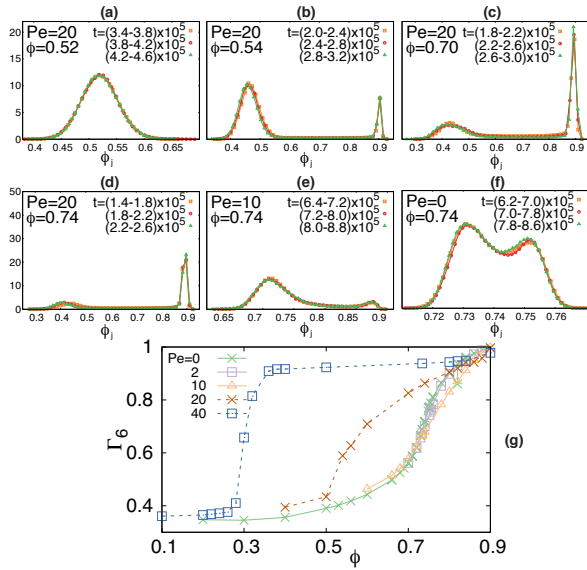 (a) (b) (c)
Pe=20 t=(3.4-3.8)x10^5
ϕ=0.52 (3.8-4.2)x10^5
(4.2-4.6)x10^5
Pe=20 t=(2.0-2.4)x10^5
ϕ=0.54 (2.4-2.8)x10^5
(2.8-3.2)x10^5
Pe=20 t=(1.8-2.2)x10^5
ϕ=0.70 (2.2-2.6)x10^5
(2.6-3.0)x10^5
20
15
10
5
0
0.4 0.45 0.5 0.55 0.6 0.65
0.4 0.5 0.6 0.7 0.8 0.9
0.4 0.5 0.6 0.7 0.8 0.9
ϕj ϕj ϕj
(d) (e) (f)
Pe=20 t=(1.4-1.8)x10^5
ϕ=0.74 (1.8-2.2)x10^5
(2.2-2.6)x10^5
Pe=10 t=(6.4-7.2)x10^5
ϕ=0.74 (7.2-8.0)x10^5
(8.0-8.8)x10^5
Pe=0 t=(6.2-7.0)x10^5
ϕ=0.74 (7.0-7.8)x10^5
(7.8-8.6)x10^5
50
40
30
20
10
0
0.3 0.4 0.5 0.6 0.7 0.8 0.9
0.65 0.7 0.75 0.8 0.85 0.9
0.72 0.73 0.74 0.75 0.76
ϕj ϕj ϕj
Pe=0
2
10
20
40
1
0.8
0.6
0.4
Γ6
(g)
0.1 0.3 0.5 0.7 0.9
ϕ